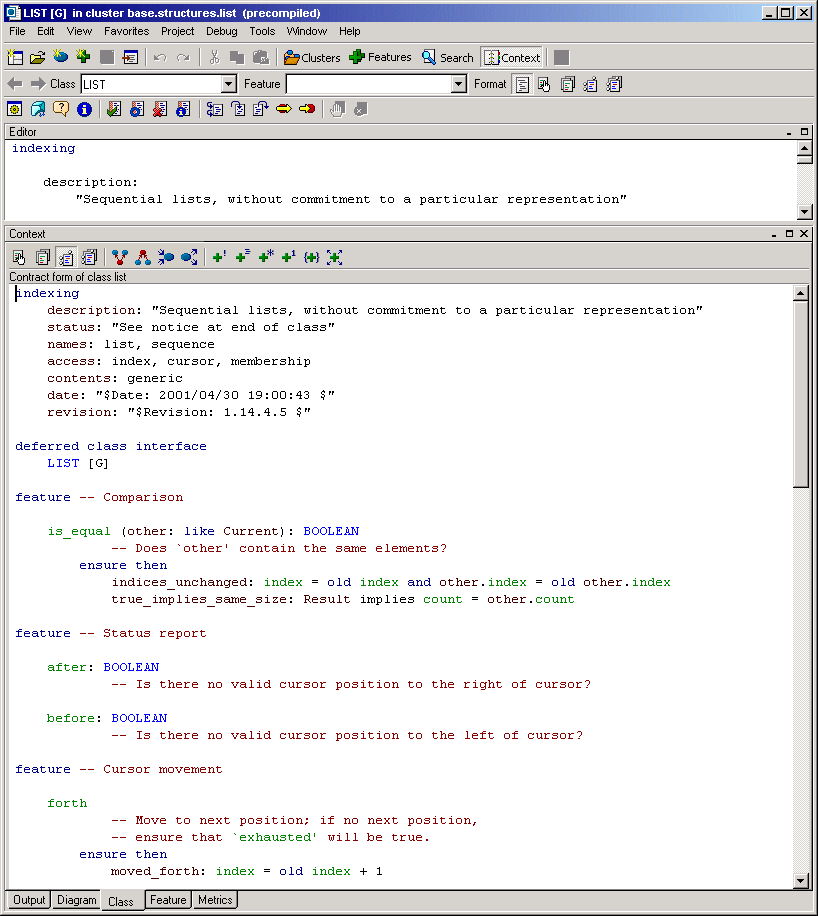 LIST [G] in cluster base.structures.list (precompiled)
File Edit View Favorites Project Debug Tools Window Help
Clusters Features Search Context
Class LIST Feature Format
Editor
indexing
description:
"Sequential lists, without commitment to a particular representation"
Context
Contract form of class list
indexing
description: "Sequential lists, without commitment to a particular representation"
status: "See notice at end of class"
names: list, sequence
access: index, cursor, membership
contents: generic
date: "$Date: 2001/04/30 19:00:43 $"
revision: "$Revision: 1.14.4.5 $"
deferred class interface
LIST [G]
feature -- Comparison
is_equal (other: like Current): BOOLEAN
-- Does `other' contain the same elements?
ensure then
indices_unchanged: index = old index and other.index = old other.index
true_implies_same_size: Result implies count = other.count
feature -- Status report
after: BOOLEAN
-- Is there no valid cursor position to the right of cursor?
before: BOOLEAN
-- Is there no valid cursor position to the left of cursor?
feature -- Cursor movement
forth
-- Move to next position; if no next position,
-- ensure that `exhausted' will be true.
ensure then
moved_forth: index = old index + 1
Output Diagram Class Feature Metrics